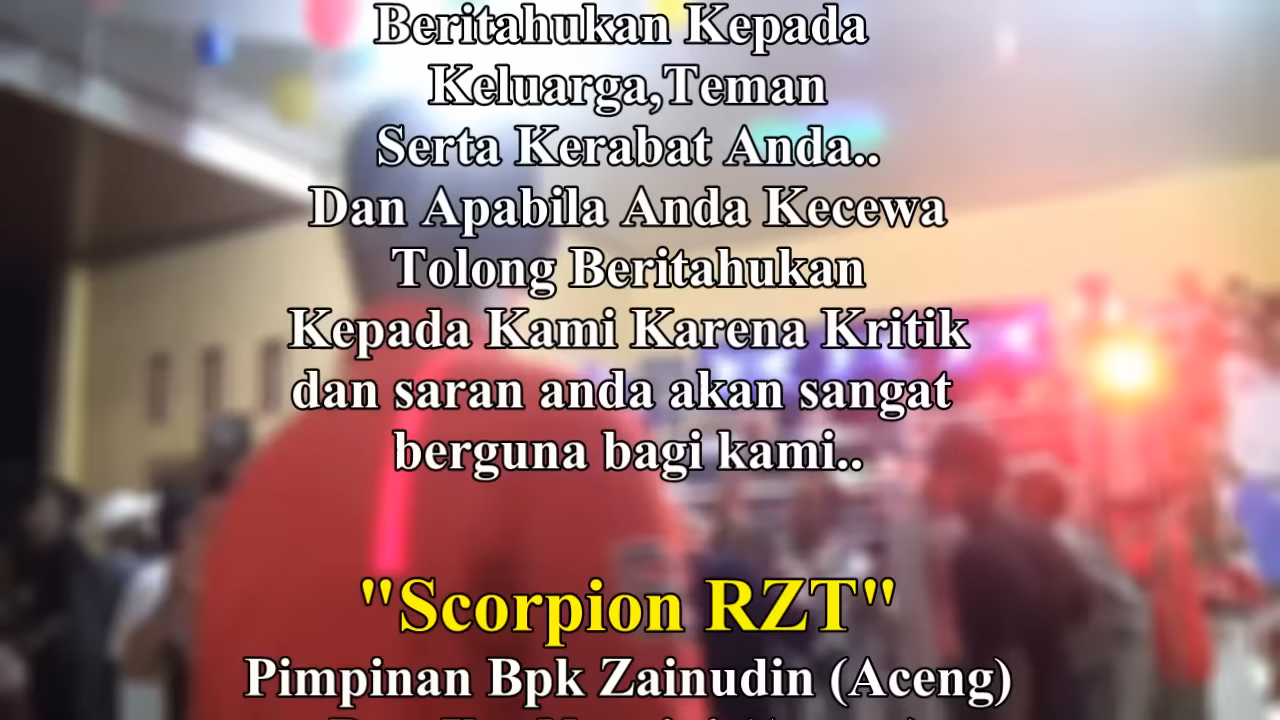 Beritahukan Kepada
Keluarga,Teman
Serta Kerabat Anda..
Dan Apabila Anda Kecewa
Tolong Beritahukan
Kepada Kami Karena Kritik
dan saran anda akan sangat
berguna bagi kami..
"Scorpion RZT"
Pimpinan Bpk Zainudin (Aceng)